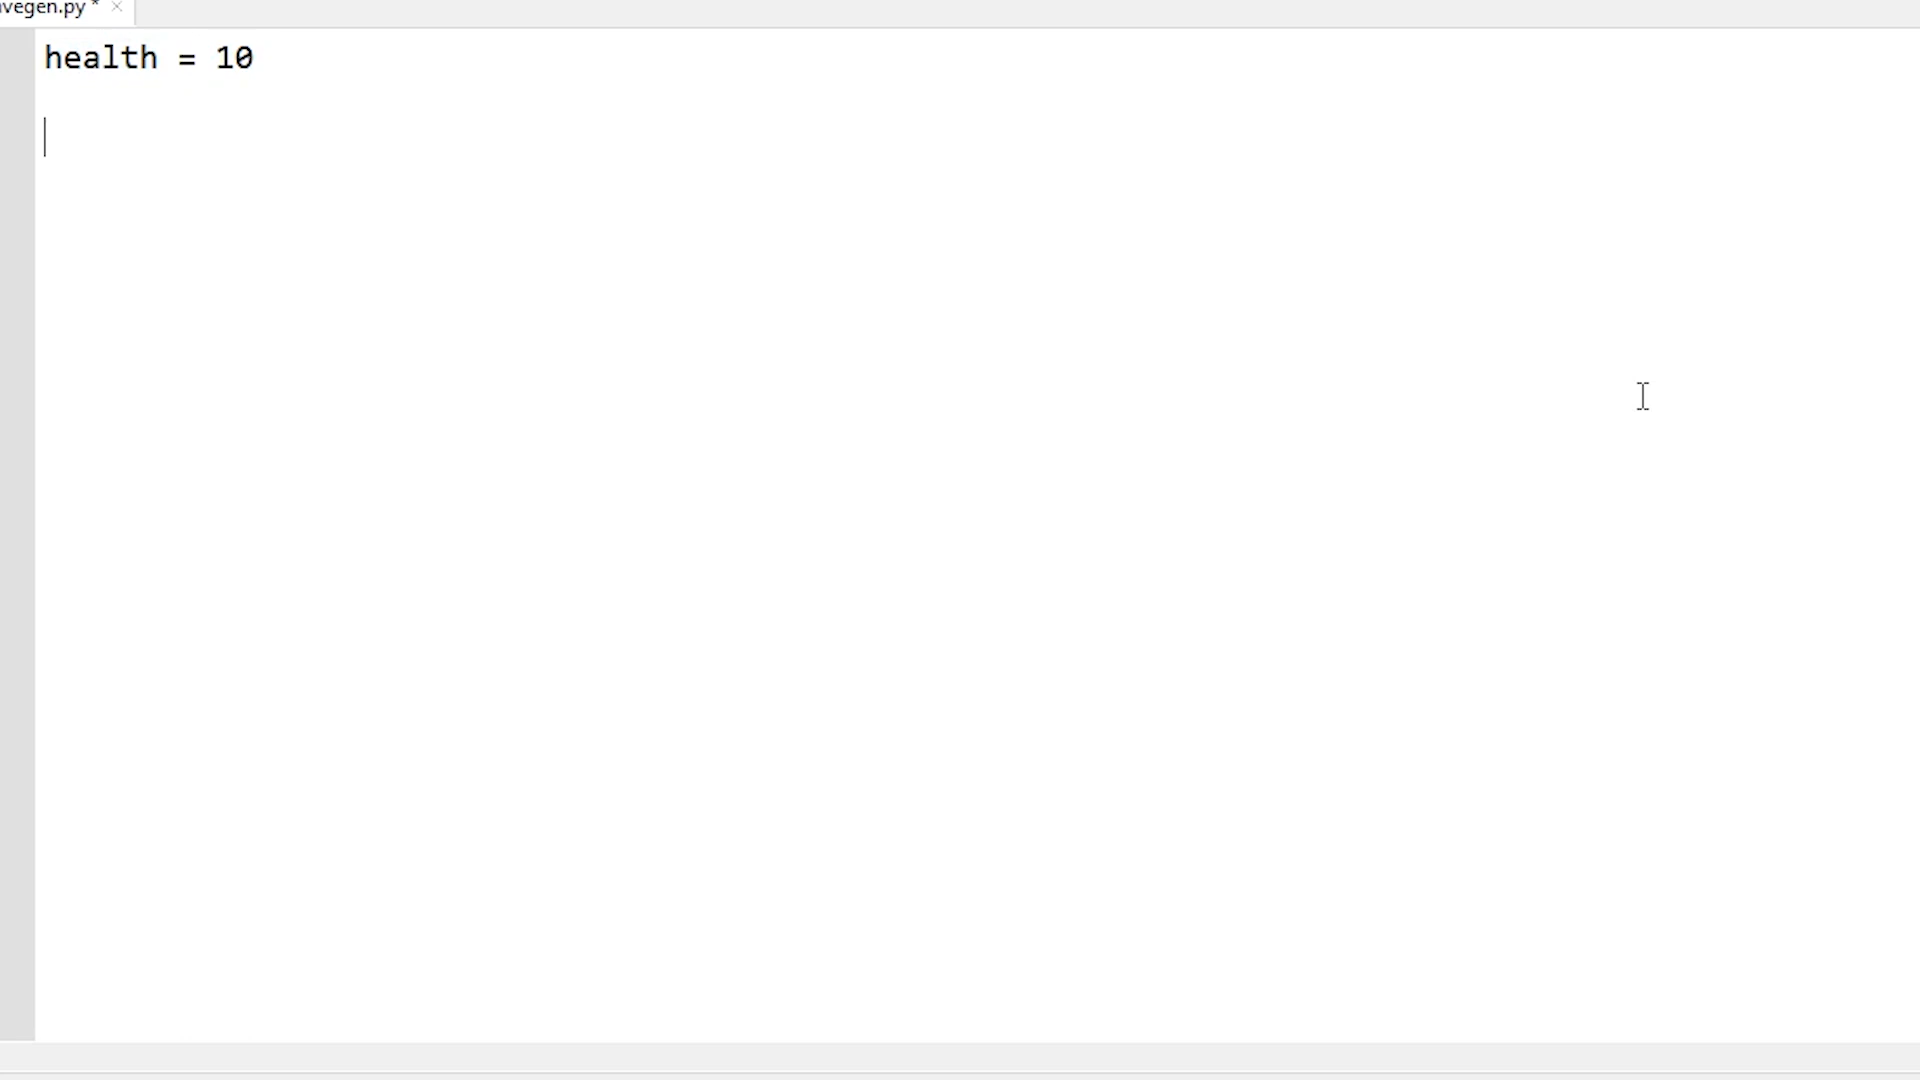 vegen.py *
health = 10